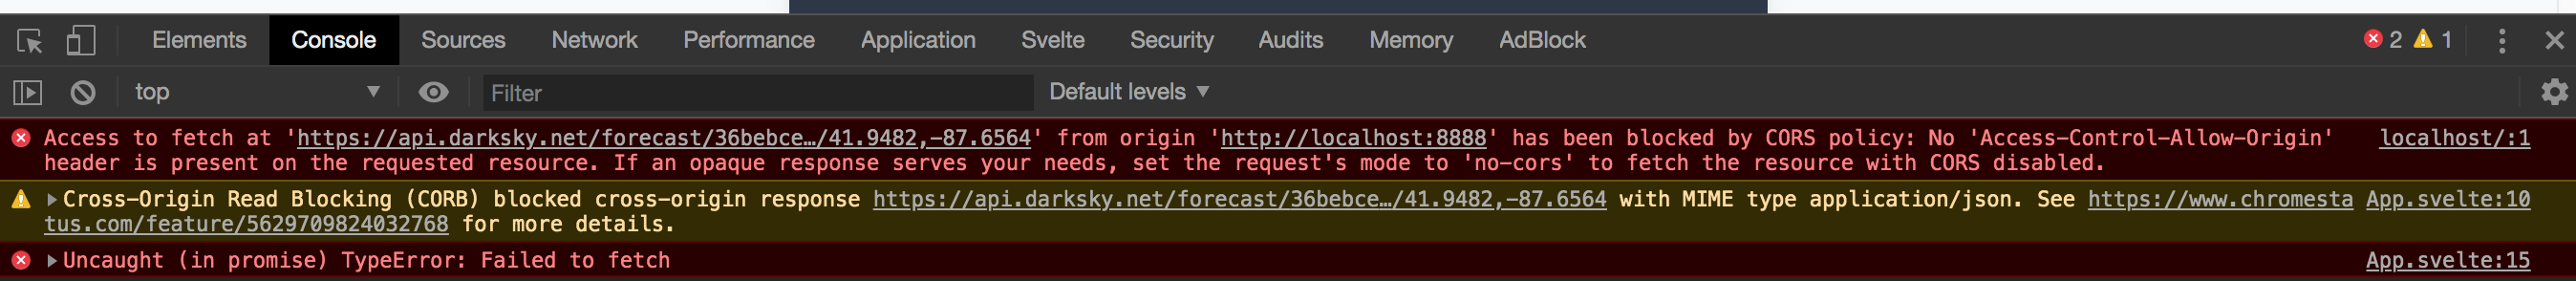 Elements Console Sources Network Performance Application Svelte Security Audits Memory AdBlock 2 1
top Filter Default levels
Access to fetch at 'https://api.darksky.net/forecast/36bebce…/41.9482,-87.6564' from origin 'http://localhost:8888' has been blocked by CORS policy: No 'Access-Control-Allow-Origin' localhost/:1
header is present on the requested resource. If an opaque response serves your needs, set the request's mode to 'no-cors' to fetch the resource with CORS disabled.
Cross-Origin Read Blocking (CORB) blocked cross-origin response https://api.darksky.net/forecast/36bebce…/41.9482,-87.6564 with MIME type application/json. See https://www.chromesta App.svelte:10
tus.com/feature/5629709824032768 for more details.
Uncaught (in promise) TypeError: Failed to fetch App.svelte:15